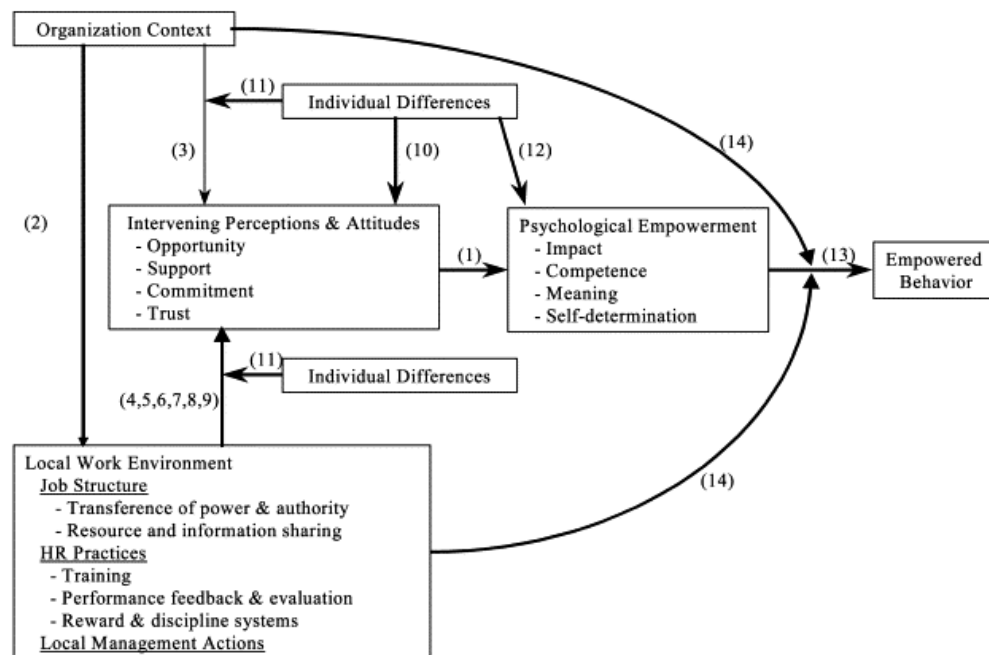 Organization Context
(11)
Individual Differences
(14)
(3)
(10)
(12)
(2)
Intervening Perceptions & Attitudes
- Opportunity
- Support
- Commitment
- Trust
(1)
Psychological Empowerment
- Impact
- Competence
- Meaning
- Self-determination
(13)
Empowered
Behavior
(11)
Individual Differences
(4,5,6,7,8,9)
Local Work Environment
Job Structure
- Transference of power & authority
- Resource and information sharing
HR Practices
- Training
- Performance feedback & evaluation
- Reward & discipline systems
Local Management Actions
(14)